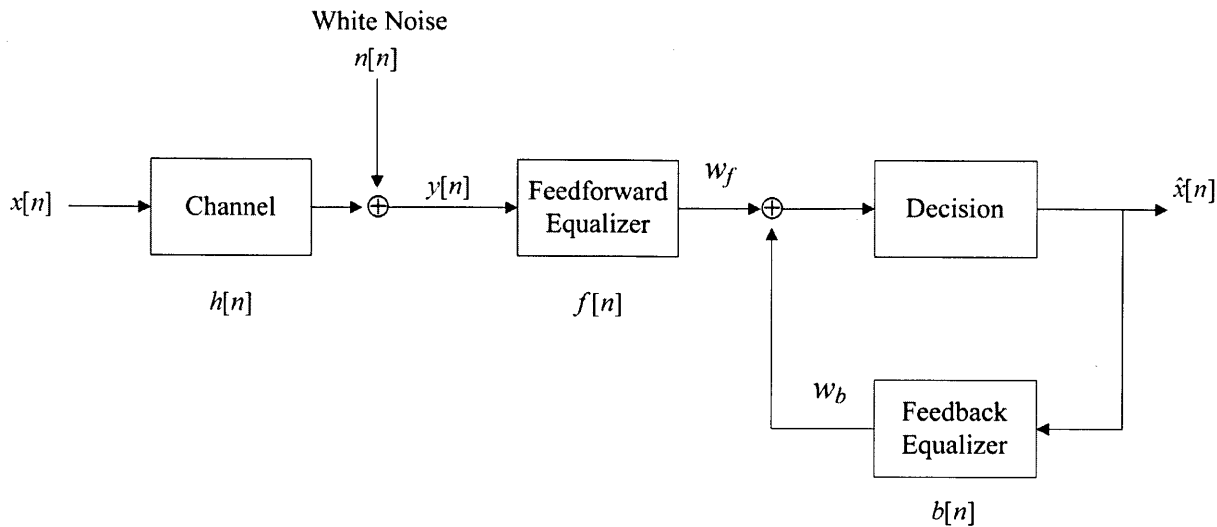 White Noise
n[n]
x[n]
Channel
y[n]
Feedforward
Equalizer
w_f
Decision
x̂[n]
h[n]
f[n]
w_b
Feedback
Equalizer
b[n]